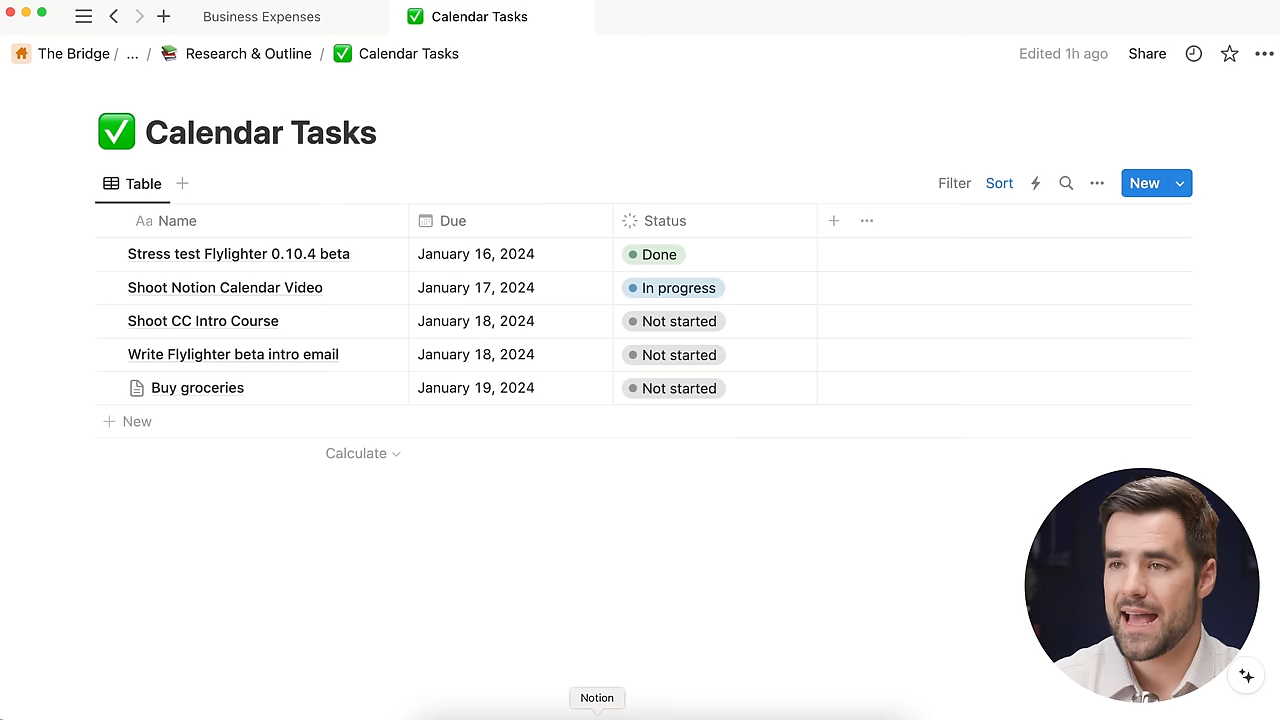 Business Expenses
Calendar Tasks
The Bridge / ... / Research & Outline / Calendar Tasks
Edited 1h ago
Share
Calendar Tasks
Table
Filter
Sort
New
Aa Name
Due
Status
Stress test Flylighter 0.10.4 beta
January 16, 2024
Done
Shoot Notion Calendar Video
January 17, 2024
In progress
Shoot CC Intro Course
January 18, 2024
Not started
Write Flylighter beta intro email
January 18, 2024
Not started
Buy groceries
January 19, 2024
Not started
New
Calculate
Notion